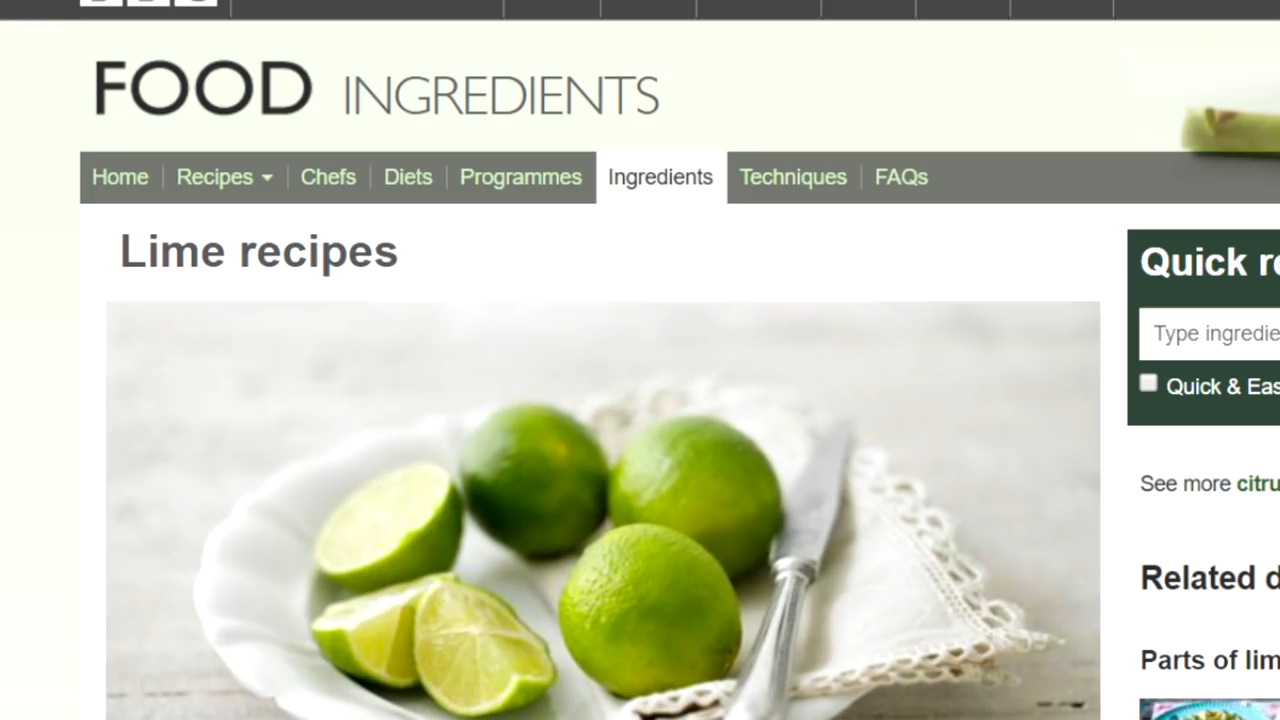 FOOD INGREDIENTS
Home Recipes Chefs Diets Programmes Ingredients Techniques FAQs
Lime recipes
Quick
Type
Quick &
See more
Related
Parts of